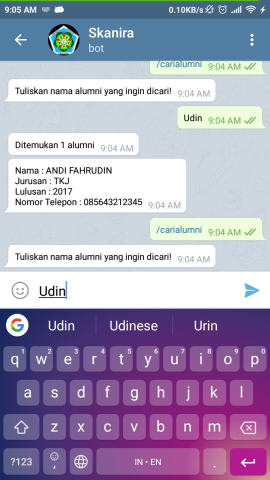 9:05 AM
0.10KB/s
Skanira
bot
/carialumni 9:04 AM
Tuliskan nama alumni yang ingin dicari! 9:04 AM
Udin 9:04 AM
Ditemukan 1 alumni 9:04 AM
Nama : ANDI FAHRUDIN
Jurusan : TKJ
Lulusan : 2017
Nomor Telepon : 085643212345 9:04 AM
/carialumni 9:04 AM
Tuliskan nama alumni yang ingin dicari! 9:04 AM
Udin
G Udin Udinese Urin
q 1 w 2 e 3 r 4 t 5 y 6 u 7 i 8 o 9 p 0
a s d f g h j k l
z x c v b n m
?123 , IN • EN .